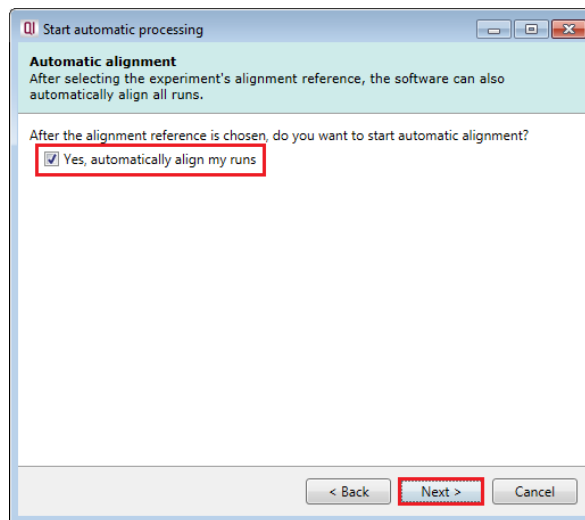 QI Start automatic processing
Automatic alignment
After selecting the experiment's alignment reference, the software can also
automatically align all runs.
After the alignment reference is chosen, do you want to start automatic alignment?
Yes, automatically align my runs
< Back Next > Cancel